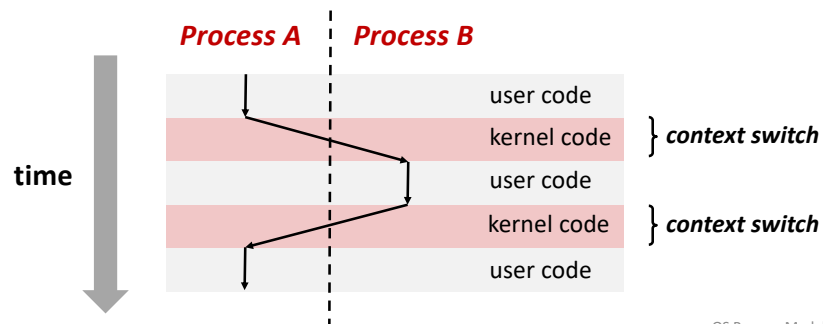 Process A Process B
user code
kernel code } context switch
time
user code
kernel code } context switch
user code